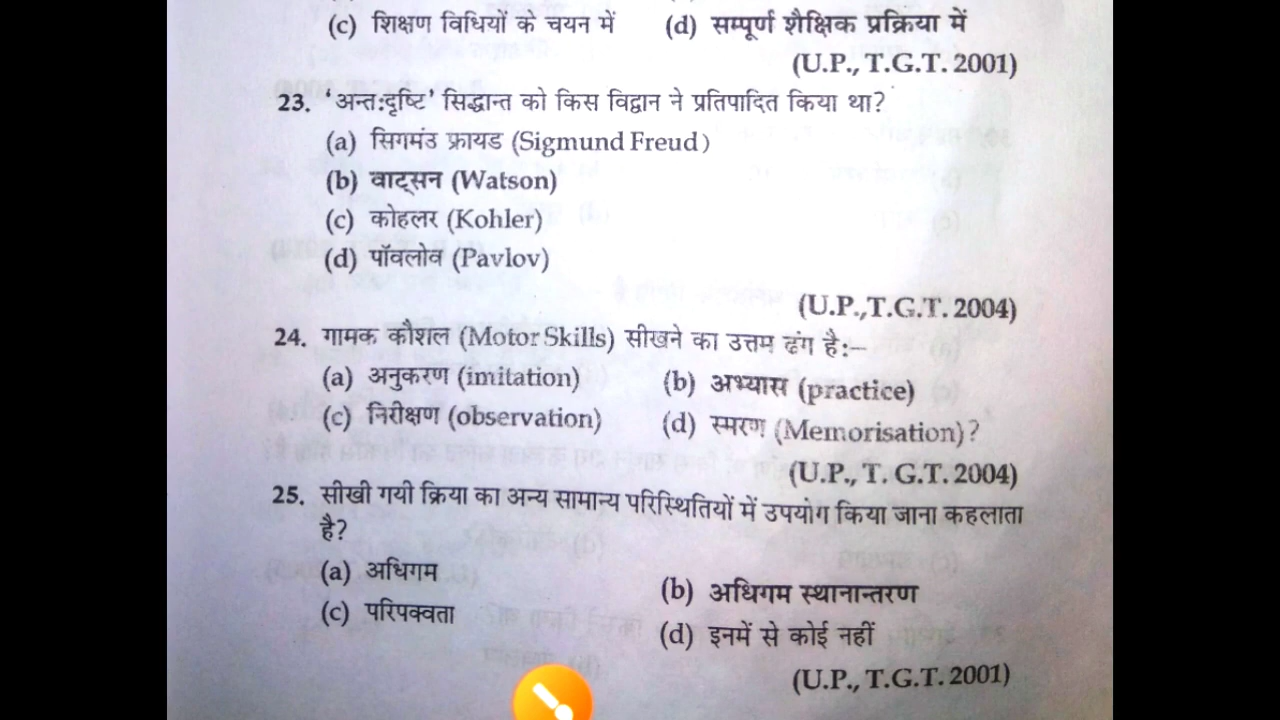 (c) शिक्षण विधियों के चयन में (d) सम्पूर्ण शैक्षिक प्रक्रिया में
(U.P., T.G.T. 2001)
23. 'अन्त:दृष्टि' सिद्धान्त को किस विद्वान ने प्रतिपादित किया था?
(a) सिगमंउ फ्रायड (Sigmund Freud)
(b) वाट्सन (Watson)
(c) कोहलर (Kohler)
(d) पॉवलोव (Pavlov)
(U.P.,T.G.T. 2004)
24. गामक कौशल (Motor Skills) सीखने का उत्तम ढंग है:–
(a) अनुकरण (imitation) (b) अभ्यास (practice)
(c) निरीक्षण (observation) (d) स्मरण (Memorisation)?
(U.P., T. G.T. 2004)
25. सीखी गयी क्रिया का अन्य सामान्य परिस्थितियों में उपयोग किया जाना कहलाता
है?
(a) अधिगम (b) अधिगम स्थानान्तरण
(c) परिपक्वता (d) इनमें से कोई नहीं
(U.P., T.G.T. 2001)